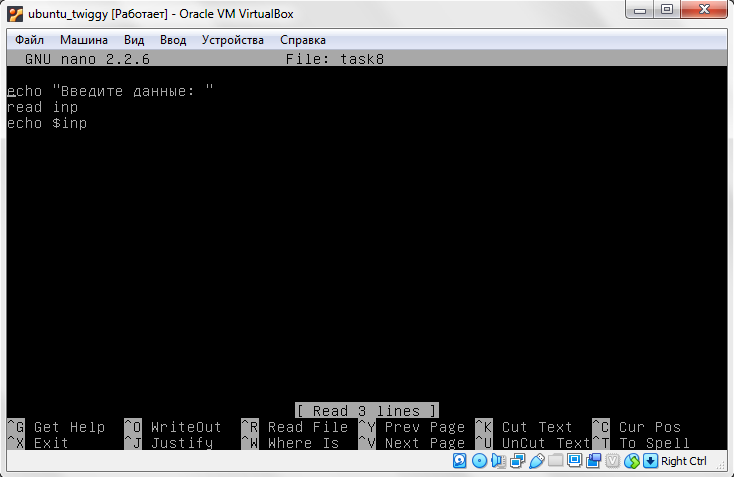 ubuntu_twiggy [Работает] - Oracle VM VirtualBox
Файл Машина Вид Ввод Устройства Справка
GNU nano 2.2.6 File: task8
echo "Введите данные: "
read inp
echo $inp
[ Read 3 lines ]
^G Get Help ^O WriteOut ^R Read File ^Y Prev Page ^K Cut Text ^C Cur Pos
^X Exit ^J Justify ^W Where Is ^V Next Page ^U UnCut Text ^T To Spell
Right Ctrl